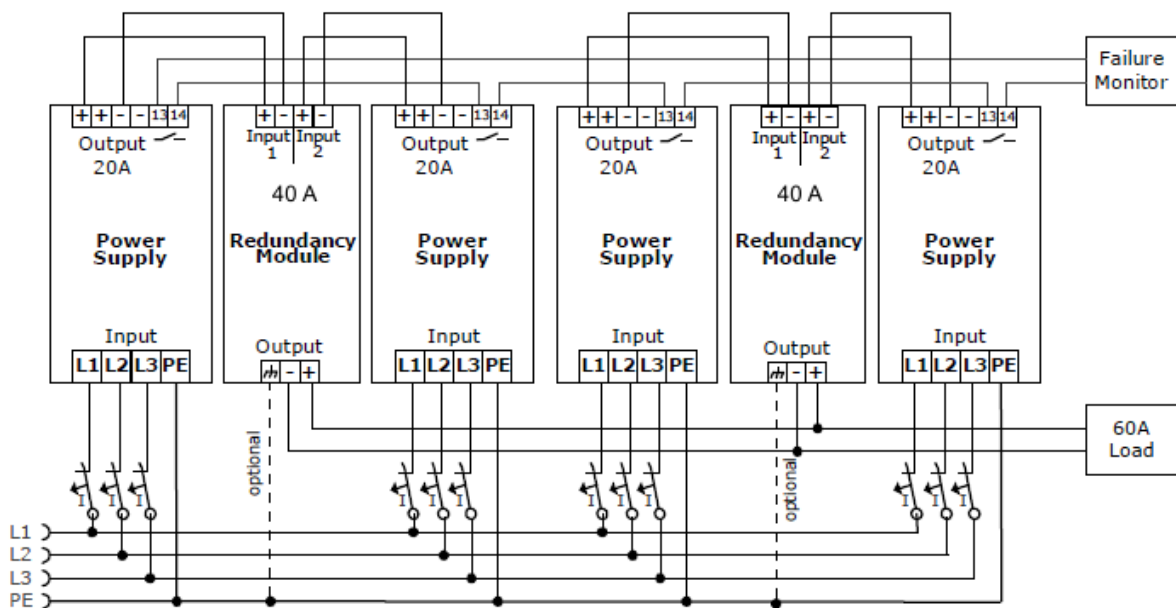 Failure
Monitor
+ + - - 13 14
Output
20A
Power
Supply
Input
L1 L2 L3 PE
+ - + -
Input Input
1 2
40 A
Redundancy
Module
Output
- +
optional
+ + - - 13 14
Output
20A
Power
Supply
Input
L1 L2 L3 PE
+ + - - 13 14
Output
20A
Power
Supply
Input
L1 L2 L3 PE
+ - + -
Input Input
1 2
40 A
Redundancy
Module
Output
- +
optional
+ + - - 13 14
Output
20A
Power
Supply
Input
L1 L2 L3 PE
60A
Load
I I I
I I I
I I I
I I I
L1
L2
L3
PE